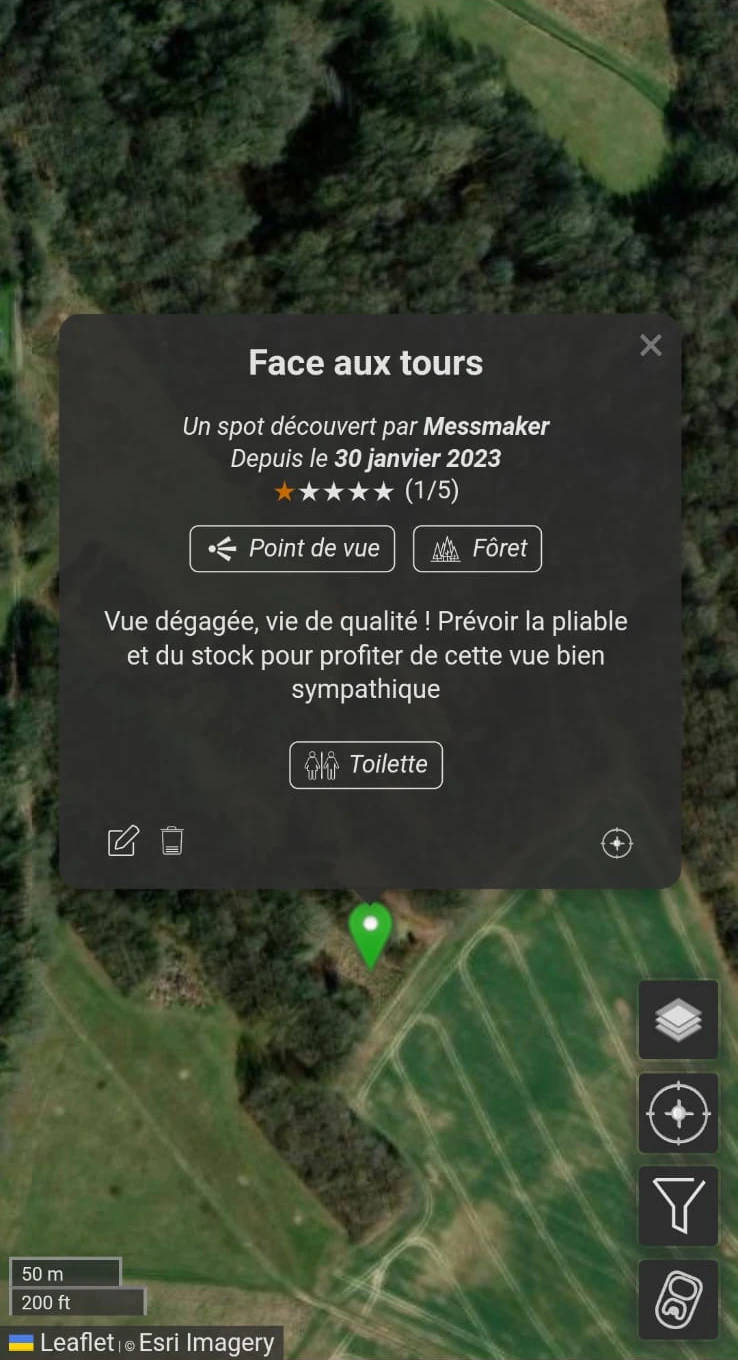 Face aux tours
Un spot découvert par Messmaker
Depuis le 30 janvier 2023
★★★★★ (1/5)
Point de vue
Fôret
Vue dégagée, vie de qualité ! Prévoir la pliable
et du stock pour profiter de cette vue bien
sympathique
Toilette
50 m
200 ft
Leaflet | © Esri Imagery